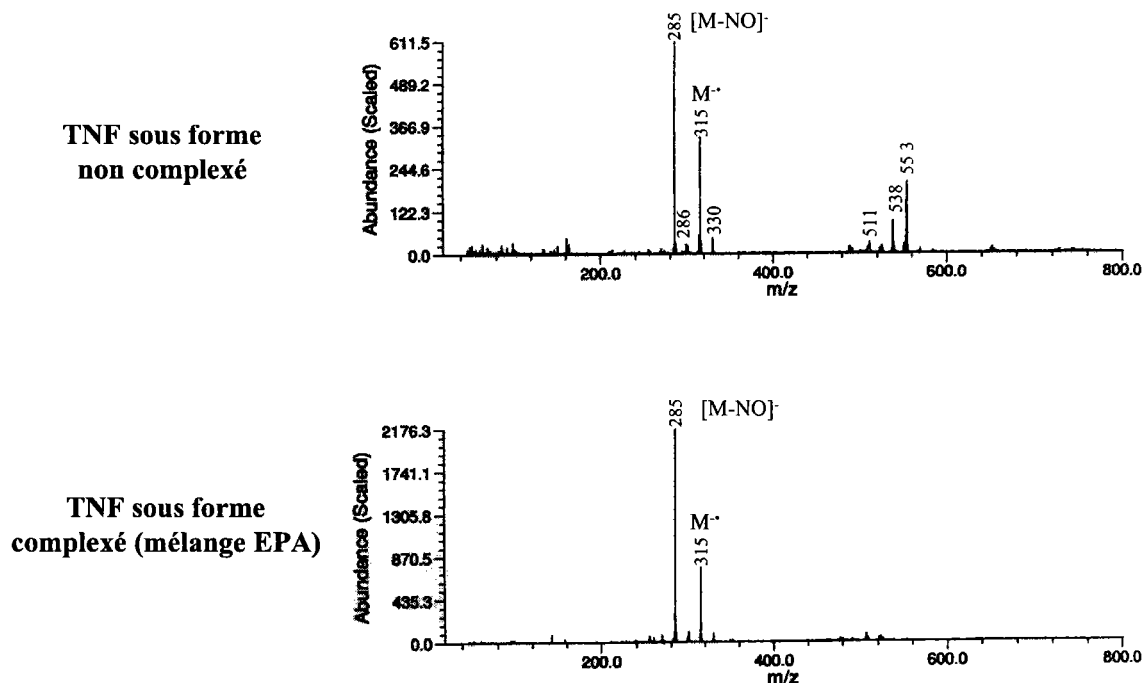 TNF sous forme
non complexé
Abundance (Scaled)
611.5
489.2
366.9
244.6
122.3
0.0
285
[M-NO]-
M-•
315
286
330
511
538
55 3
200.0
400.0
600.0
800.0
m/z
TNF sous forme
complexé (mélange EPA)
Abundance (Scaled)
2176.3
1741.1
1305.8
870.5
435.3
0.0
285
[M-NO]-
M-•
315
200.0
400.0
600.0
800.0
m/z